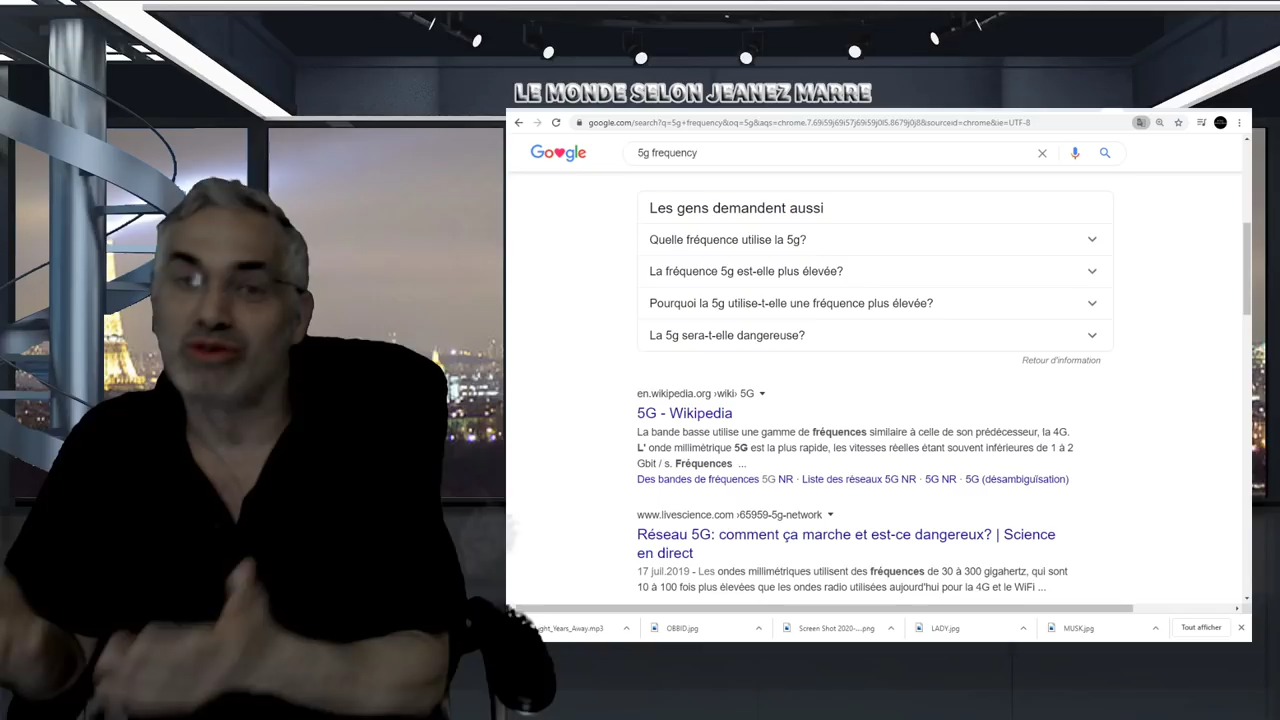 LE MONDE SELON JEANEZ MARRE
google.com/search?q=5g+frequency&oq=5g&aqs=chrome.7.69i59j69i57j69i59j0l5.8679j0j8&sourceid=chrome&ie=UTF-8
Google
5g frequency
Les gens demandent aussi
Quelle fréquence utilise la 5g?
La fréquence 5g est-elle plus élevée?
Pourquoi la 5g utilise-t-elle une fréquence plus élevée?
La 5g sera-t-elle dangereuse?
Retour d'information
en.wikipedia.org ›wiki› 5G
5G - Wikipedia
La bande basse utilise une gamme de fréquences similaire à celle de son prédécesseur, la 4G.
L' onde millimétrique 5G est la plus rapide, les vitesses réelles étant souvent inférieures de 1 à 2
Gbit / s. Fréquences ...
Des bandes de fréquences 5G NR · Liste des réseaux 5G NR · 5G NR · 5G (désambiguïsation)
www.livescience.com ›65959-5g-network
Réseau 5G: comment ça marche et est-ce dangereux? | Science
en direct
17 juil.2019 - Les ondes millimétriques utilisent des fréquences de 30 à 300 gigahertz, qui sont
10 à 100 fois plus élevées que les ondes radio utilisées aujourd'hui pour la 4G et le WiFi ...
ght_Years_Away.mp3 OBBID.jpg Screen Shot 2020-....png LADY.jpg MUSK.jpg Tout afficher